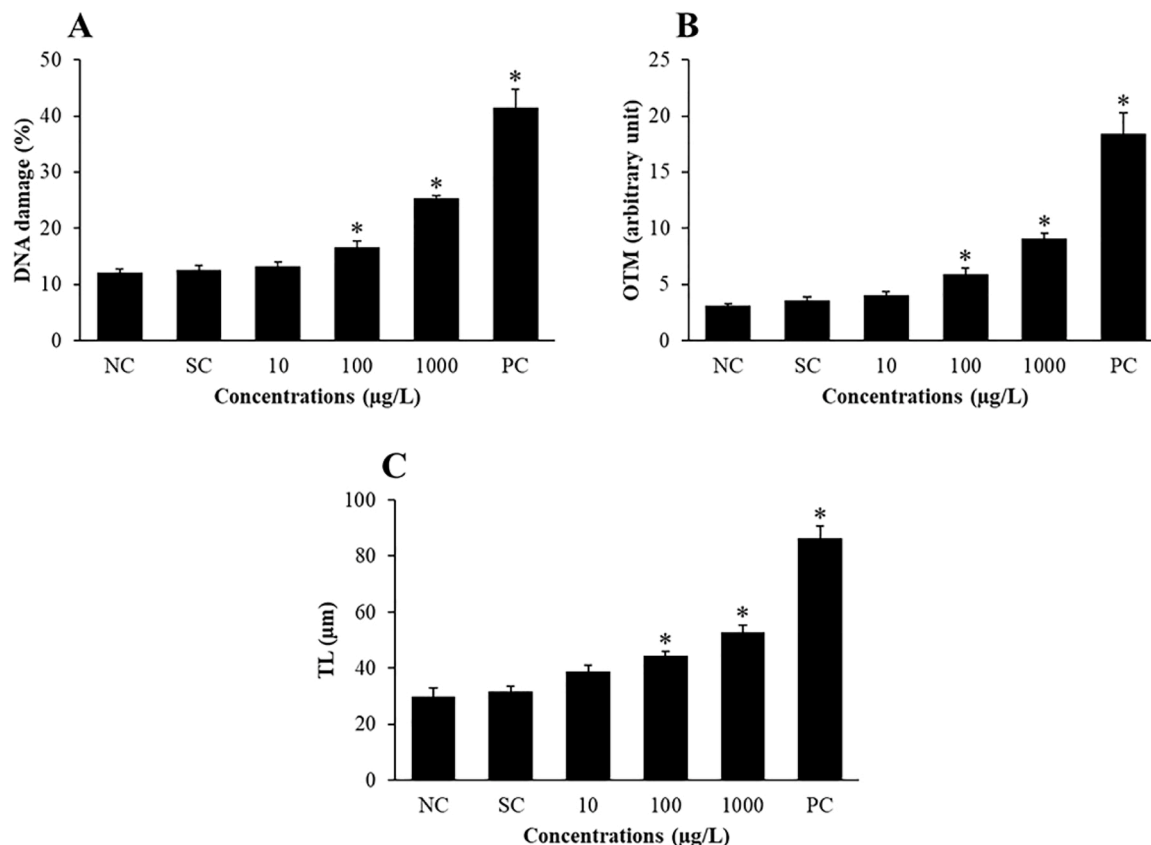 A
50
40
30
20
10
0
DNA damage (%)
*
*
*
NC SC 10 100 1000 PC
Concentrations (µg/L)
B
25
20
15
10
5
0
OTM (arbitrary unit)
*
*
*
NC SC 10 100 1000 PC
Concentrations (µg/L)
C
100
80
60
40
20
0
TL (µm)
*
*
*
NC SC 10 100 1000 PC
Concentrations (µg/L)